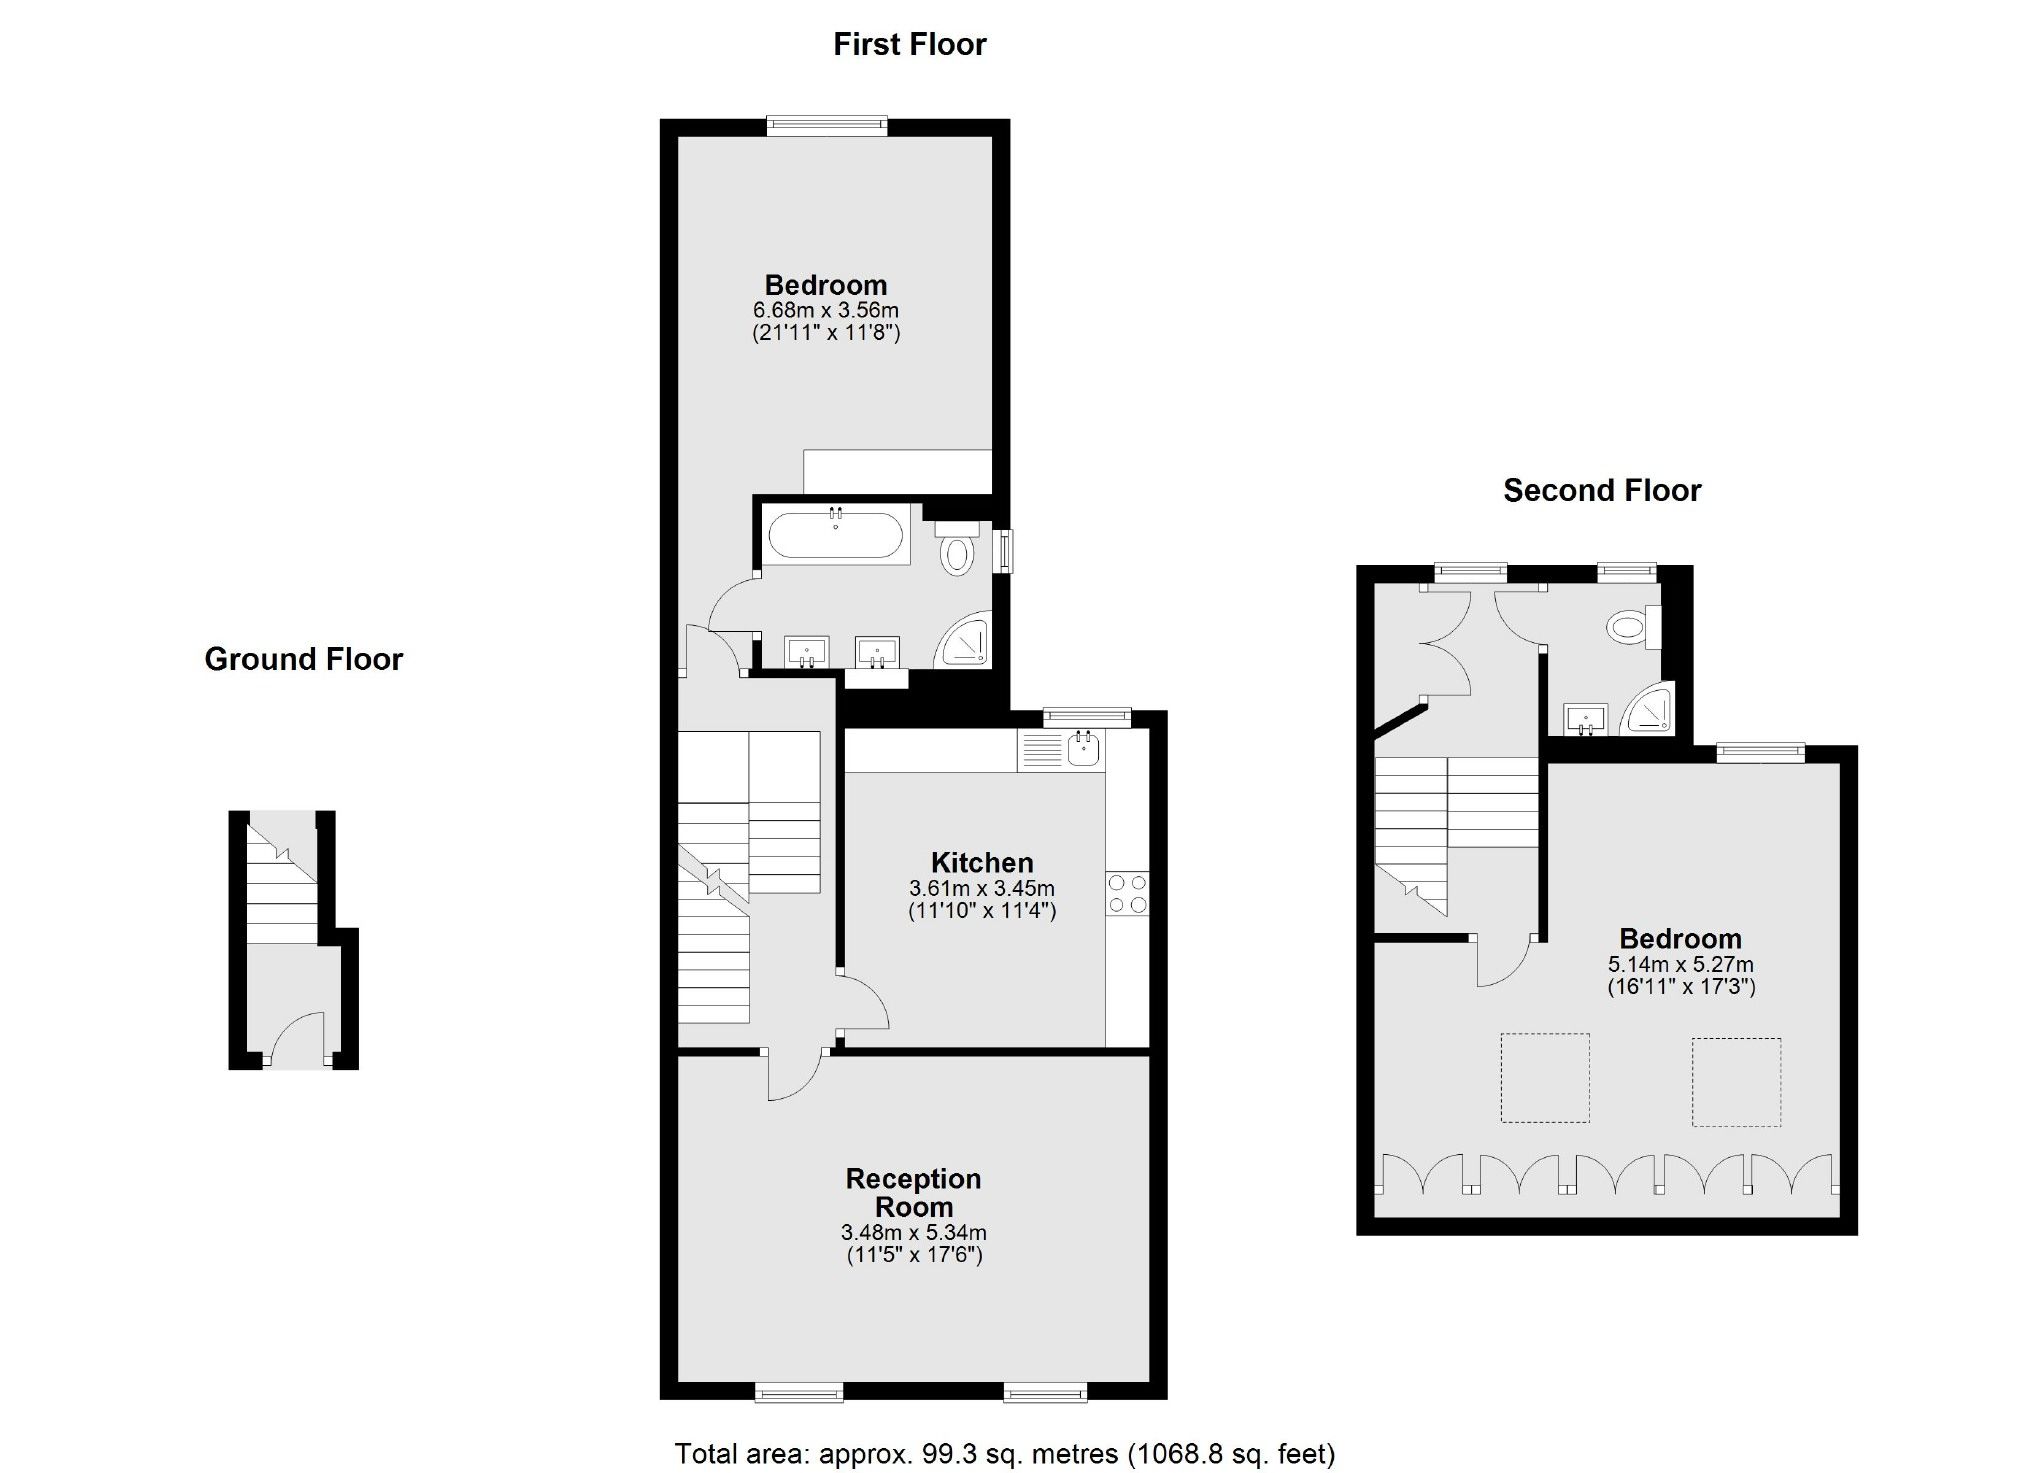 First Floor
Bedroom
6.68m x 3.56m
(21'11" x 11'8")
Second Floor
Ground Floor
Kitchen
3.61m x 3.45m
(11'10" x 11'4")
Bedroom
5.14m x 5.27m
(16'11" x 17'3")
Reception
Room
3.48m x 5.34m
(11'5" x 17'6")
Total area: approx. 99.3 sq. metres (1068.8 sq. feet)